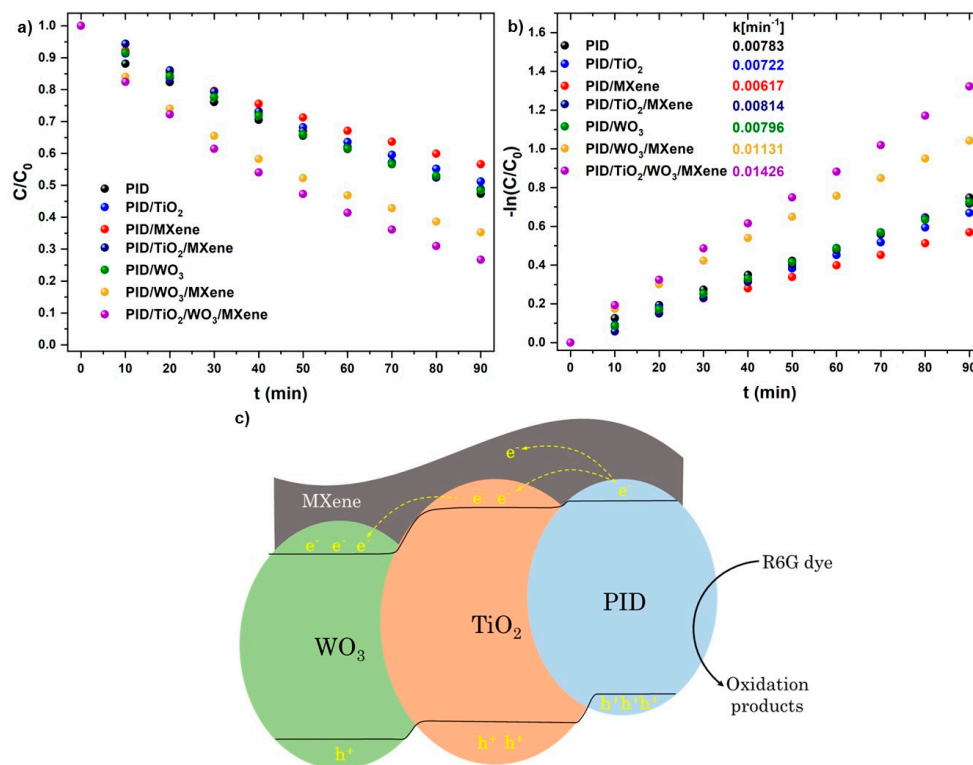 a)
C/C₀
1.0
0.9
0.8
0.7
0.6
0.5
0.4
0.3
0.2
0.1
0.0
PID
PID/TiO₂
PID/MXene
PID/TiO₂/MXene
PID/WO₃
PID/WO₃/MXene
PID/TiO₂/WO₃/MXene
0 10 20 30 40 50 60 70 80 90
t (min)
b)
-ln(C/C₀)
-1.6
1.4
1.2
1.0
0.8
0.6
0.4
0.2
0.0
k[min⁻¹]
PID 0.00783
PID/TiO₂ 0.00722
PID/MXene 0.00617
PID/TiO₂/MXene 0.00814
PID/WO₃ 0.00796
PID/WO₃/MXene 0.01131
PID/TiO₂/WO₃/MXene 0.01426
0 10 20 30 40 50 60 70 80 90
t (min)
c)
MXene
e⁻
e⁻ e⁻
e⁻
e⁻ e⁻ e⁻
WO₃
TiO₂
PID
R6G dye
Oxidation
products
h⁺h⁺h⁺
h⁺ h⁺
h⁺